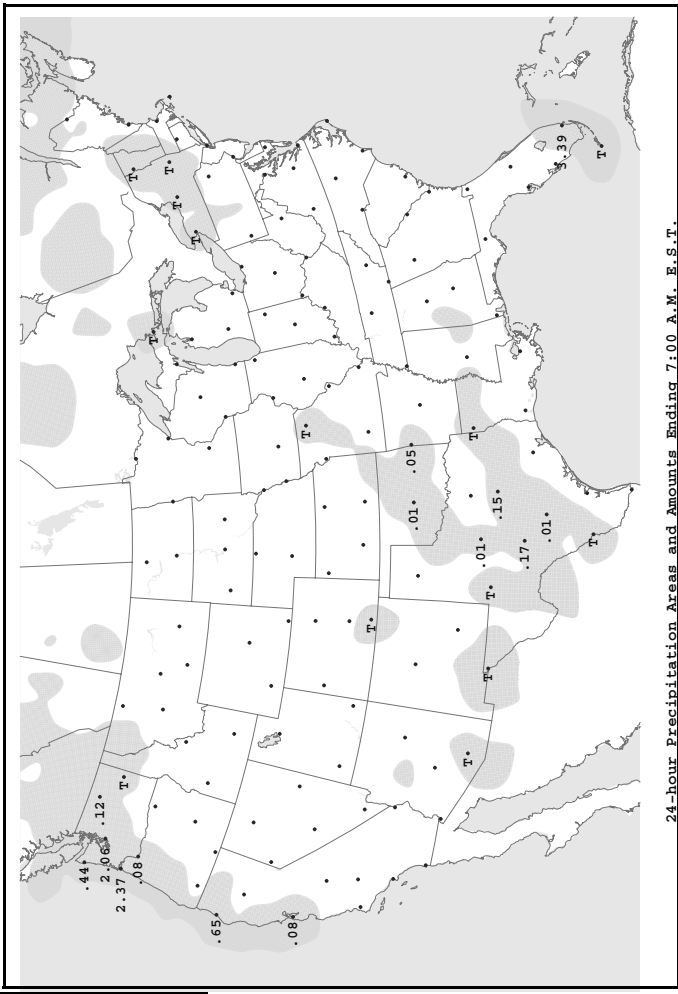 .44
.12
2.06
2.37
T
T
.08
T
T
T
T
.65
.08
T
T
.05
.01
T
T
.01
T
T
.15
.17
.01
3.39
T
T
24-hour Precipitation Areas and Amounts Ending 7:00 A.M. E.S.T.